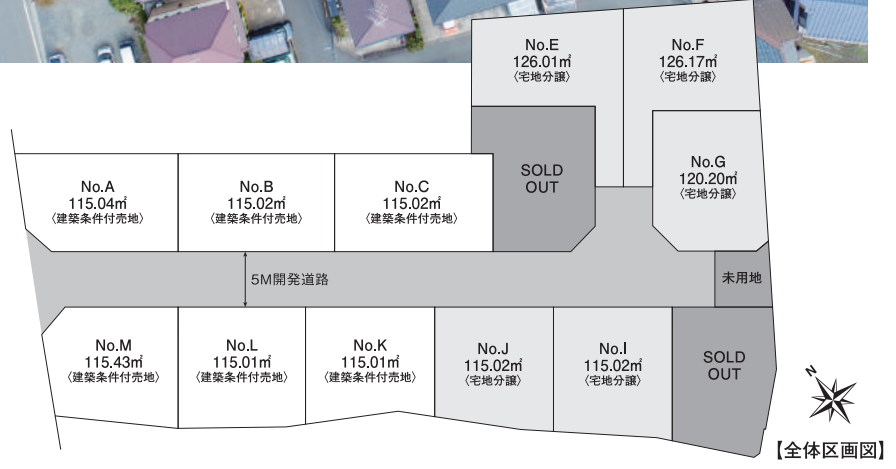 No.E
126.01㎡
〈宅地分譲〉
No.F
126.17㎡
〈宅地分譲〉
No.A
115.04㎡
〈建築条件付売地〉
No.B
115.02㎡
〈建築条件付売地〉
No.C
115.02㎡
〈建築条件付売地〉
SOLD
OUT
No.G
120.20㎡
〈宅地分譲〉
5M開発道路
未用地
No.M
115.43㎡
〈建築条件付売地〉
No.L
115.01㎡
〈建築条件付売地〉
No.K
115.01㎡
〈建築条件付売地〉
No.J
115.02㎡
〈宅地分譲〉
No.I
115.02㎡
〈宅地分譲〉
SOLD
OUT
N
【全体区画図】